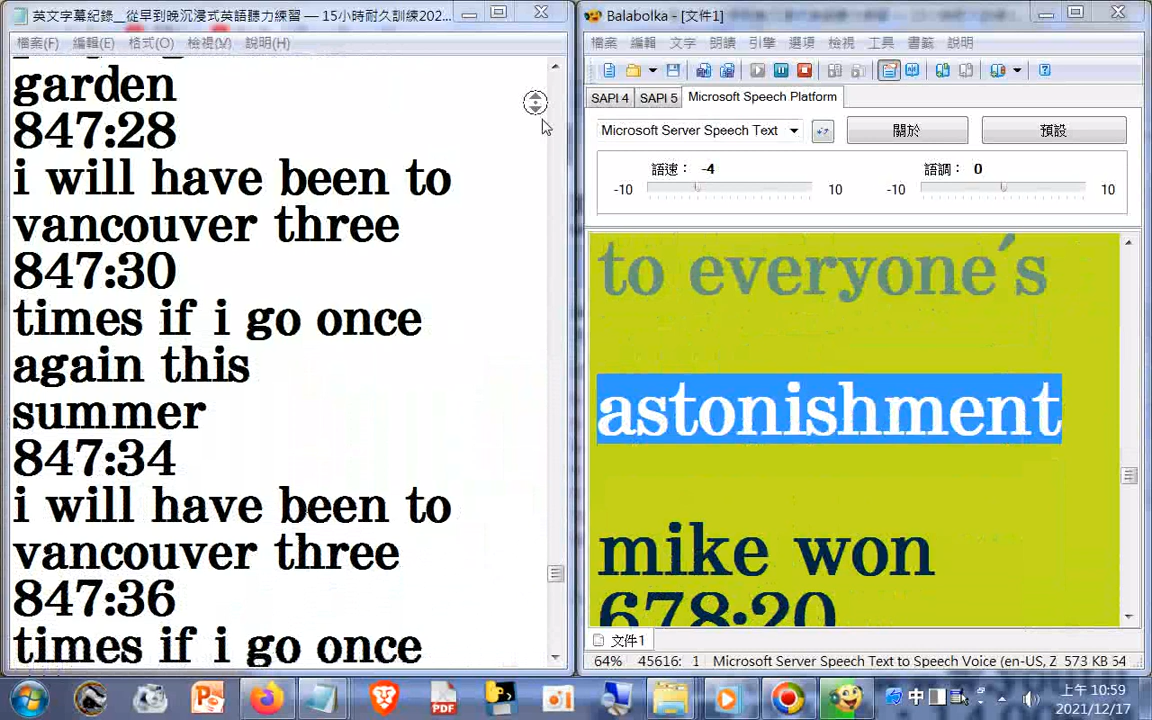 英文字幕紀錄__從早到晚沉浸式英語聽力練習 — 15小時耐久訓練202...
檔案(F) 編輯(E) 格式(O) 檢視(V) 說明(H)
garden
847:28
i will have been to
vancouver three
847:30
times if i go once
again this
summer
847:34
i will have been to
vancouver three
847:36
times if i go once
Balabolka - [文件1]
檔案 編輯 文字 朗讀 引擎 選項 檢視 工具 書籤 說明
SAPI 4 SAPI 5 Microsoft Speech Platform
Microsoft Server Speech Text 關於 預設
語速： -4 語調： 0
-10 10 -10 10
to everyone´s
astonishment
mike won
678:20
文件1
64% 45616: 1 Microsoft Server Speech Text to Speech Voice (en-US, Z 573 KB 54
PDF 中 上午 10:59
2021/12/17